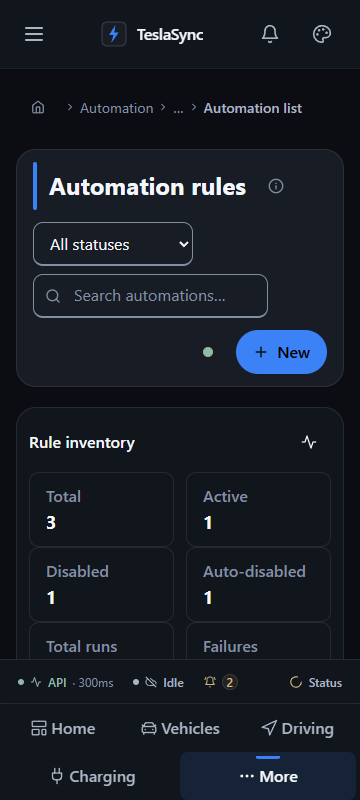 TeslaSync
Automation > ... > Automation list
Automation rules
All statuses
Search automations...
+ New
Rule inventory
Total Active
3 1
Disabled Auto-disabled
1 1
Total runs Failures
API · 300ms Idle 2 Status
Home Vehicles Driving
Charging ··· More